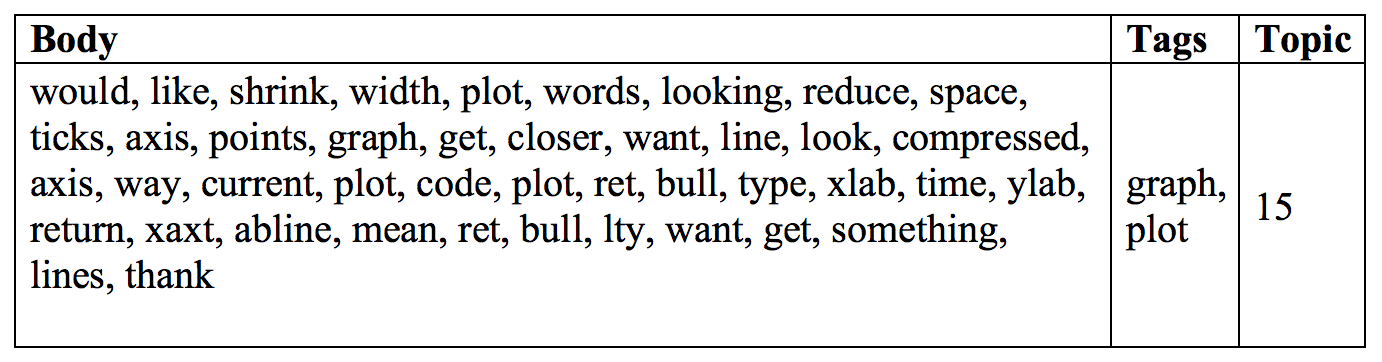 Body Tags Topic
would, like, shrink, width, plot, words, looking, reduce, space,
ticks, axis, points, graph, get, closer, want, line, look, compressed,
axis, way, current, plot, code, plot, ret, bull, type, xlab, time, ylab,
return, xaxt, abline, mean, ret, bull, lty, want, get, something,
lines, thank
graph,
plot
15